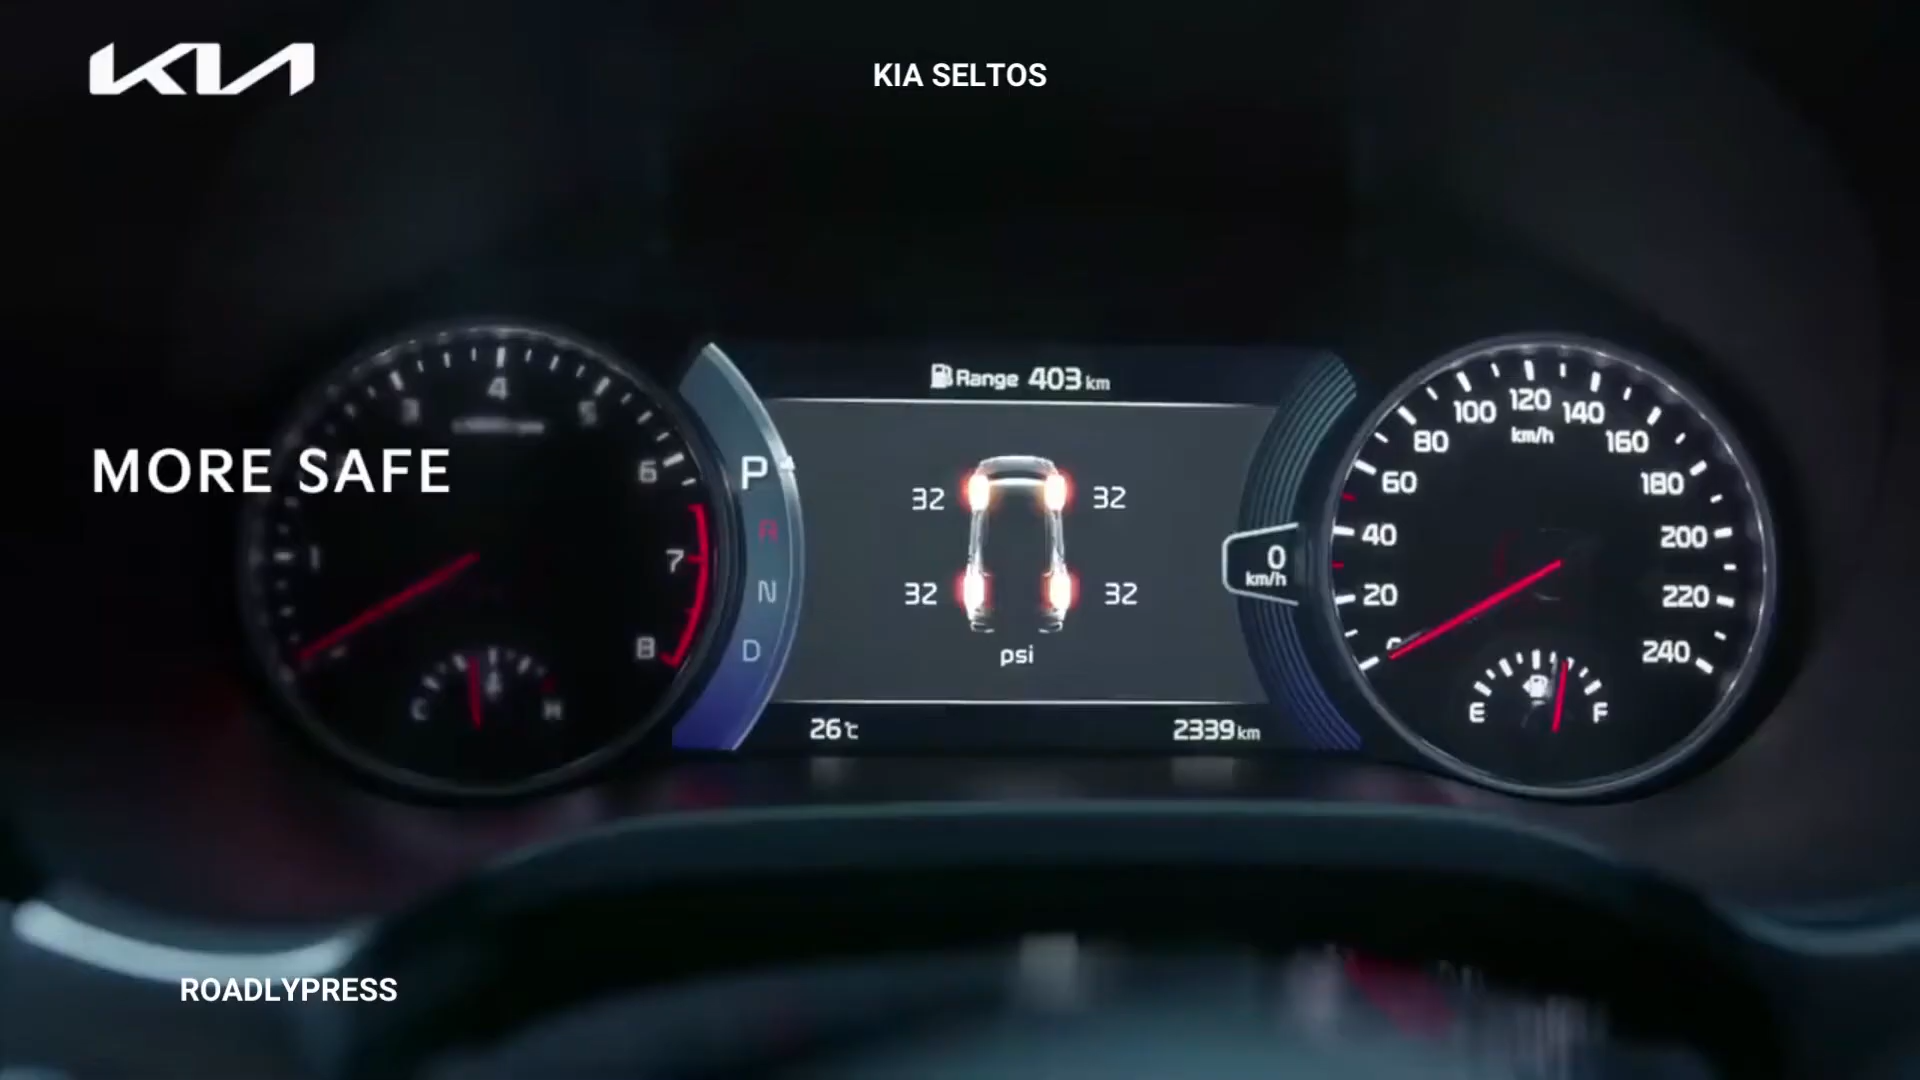 KIA
KIA SELTOS
Range 403 km
MORE SAFE
1
3
4
5
6
7
8
C
H
P
R
N
D
32
32
32
32
psi
26℃
2339 km
0
km/h
0
20
40
60
80
100
120
140
160
180
200
220
240
km/h
E
F
ROADLYPRESS